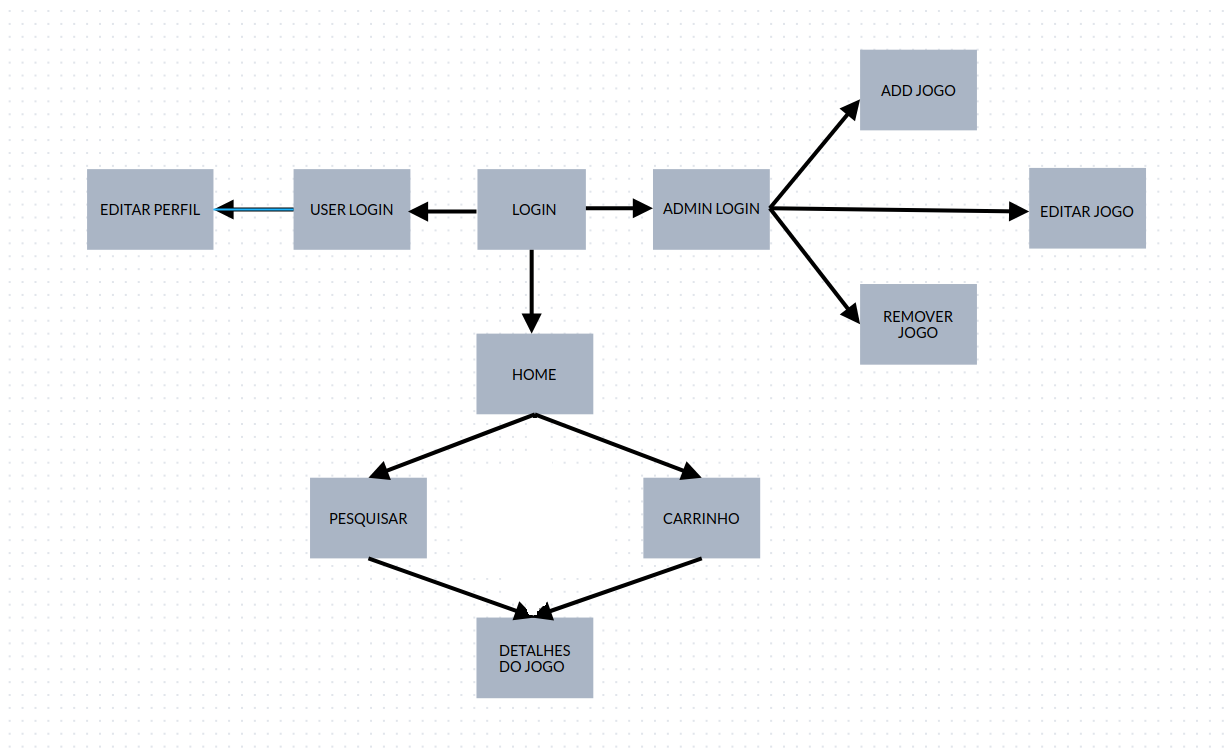 ADD JOGO
EDITAR PERFIL
USER LOGIN
LOGIN
ADMIN LOGIN
EDITAR JOGO
REMOVER
JOGO
HOME
PESQUISAR
CARRINHO
DETALHES
DO JOGO